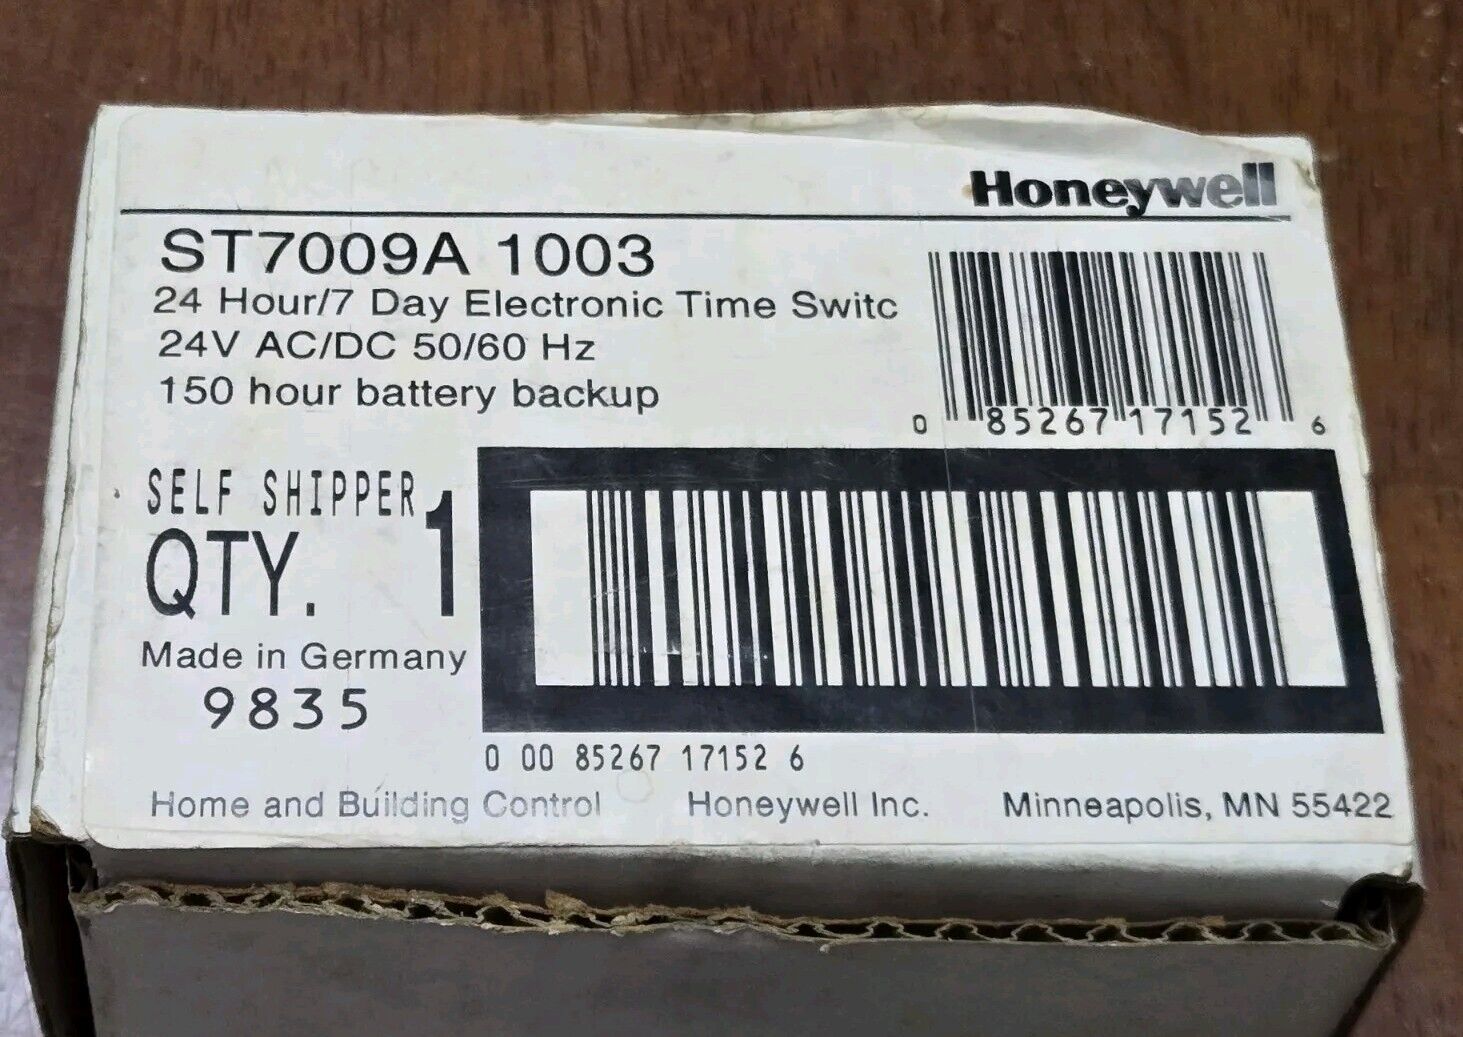 Honeywell
ST7009A 1003
24 Hour/7 Day Electronic Time Switc
24V AC/DC 50/60 Hz
150 hour battery backup
0 85267 17152 6
SELF SHIPPER
QTY. 1
Made in Germany
9835
0 00 85267 17152 6
Home and Building Control Honeywell Inc. Minneapolis, MN 55422